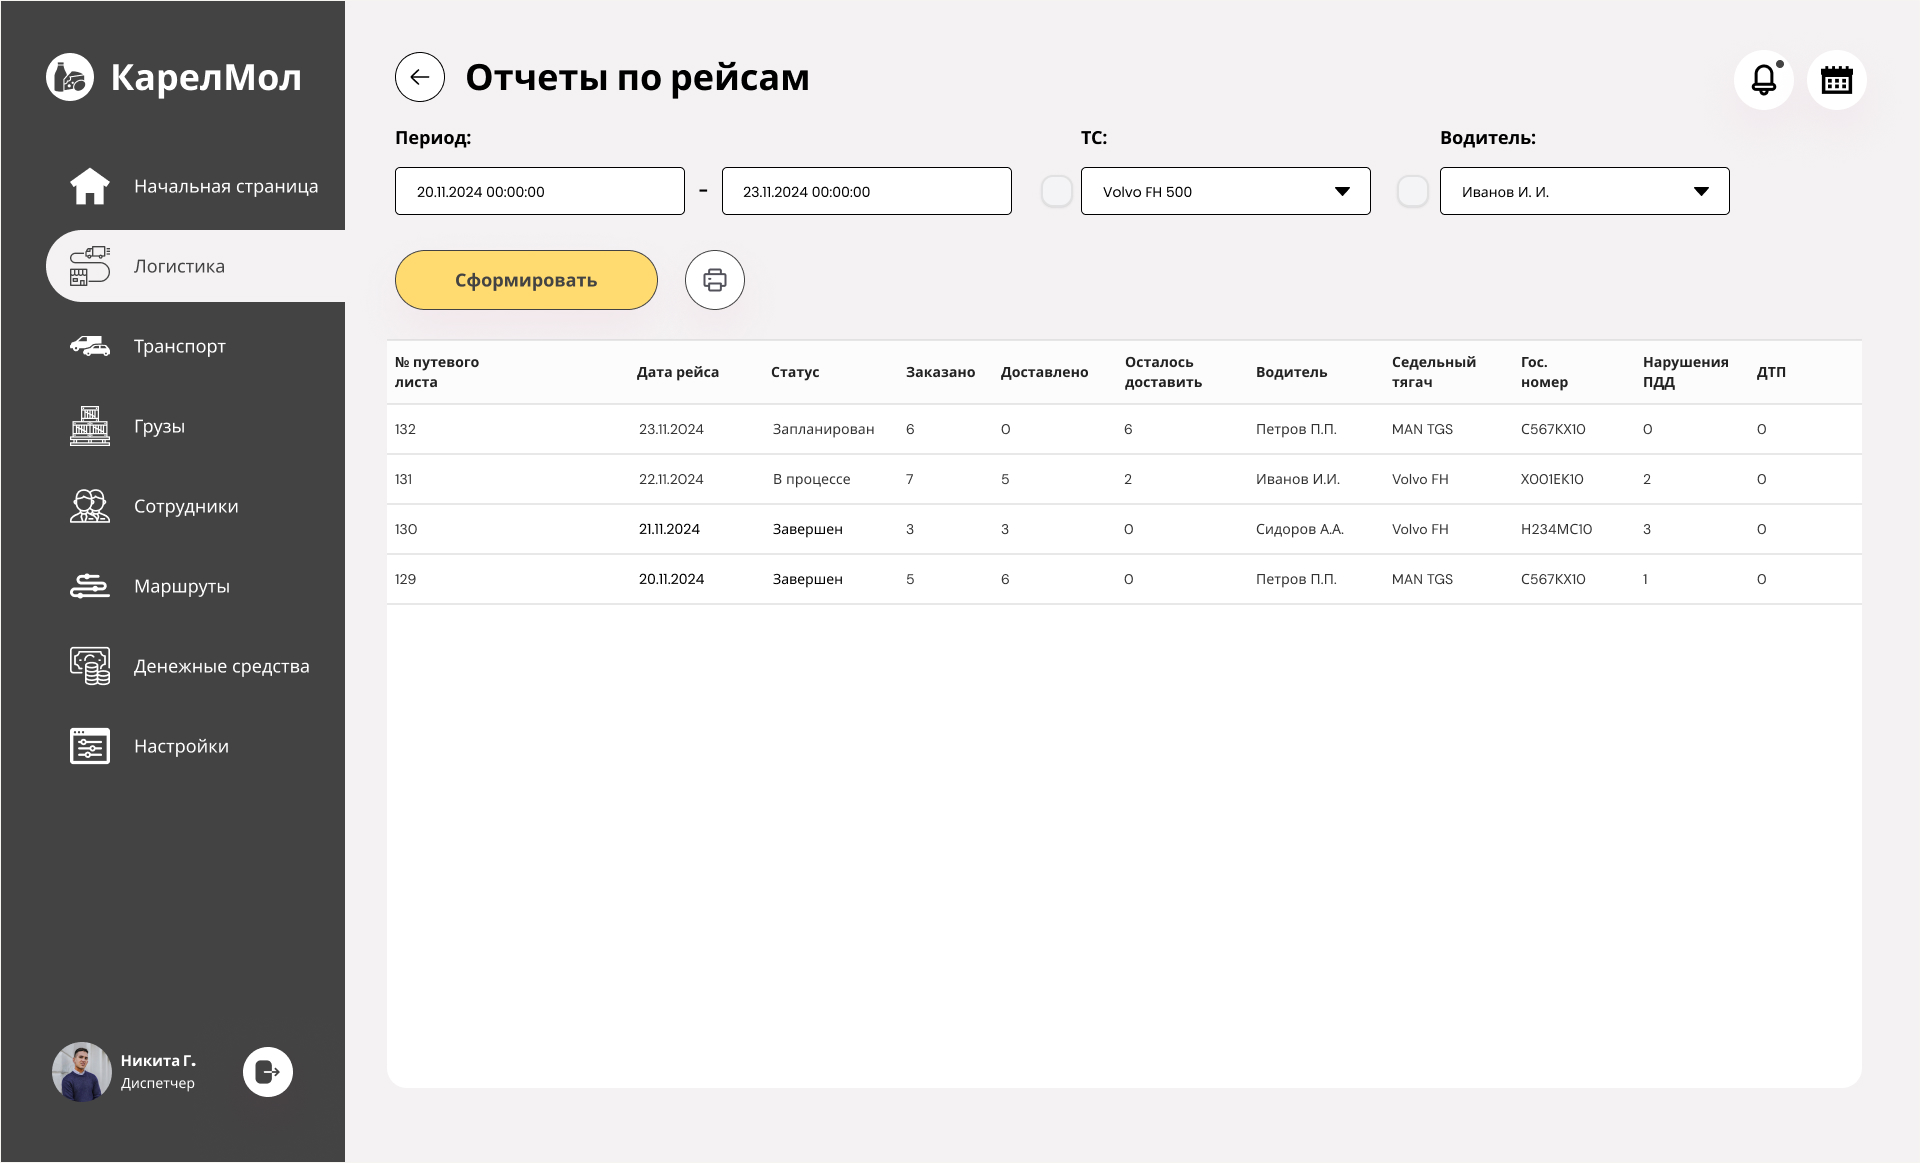 КарелМол
Начальная страница
Логистика
Транспорт
Грузы
Сотрудники
Маршруты
Денежные средства
Настройки
Никита Г.
Диспетчер
Отчеты по рейсам
Период:
ТС:
Водитель:
20.11.2024 00:00:00 - 23.11.2024 00:00:00
Volvo FH 500
Иванов И. И.
Сформировать
№ путевого листа Дата рейса Статус Заказано Доставлено Осталось доставить Водитель Седельный тягач Гос. номер Нарушения ПДД ДТП
132 23.11.2024 Запланирован 6 0 6 Петров П.П. MAN TGS С567КХ10 0 0
131 22.11.2024 В процессе 7 5 2 Иванов И.И. Volvo FH Х001ЕК10 2 0
130 21.11.2024 Завершен 3 3 0 Сидоров А.А. Volvo FH Н234МС10 3 0
129 20.11.2024 Завершен 5 6 0 Петров П.П. MAN TGS С567КХ10 1 0